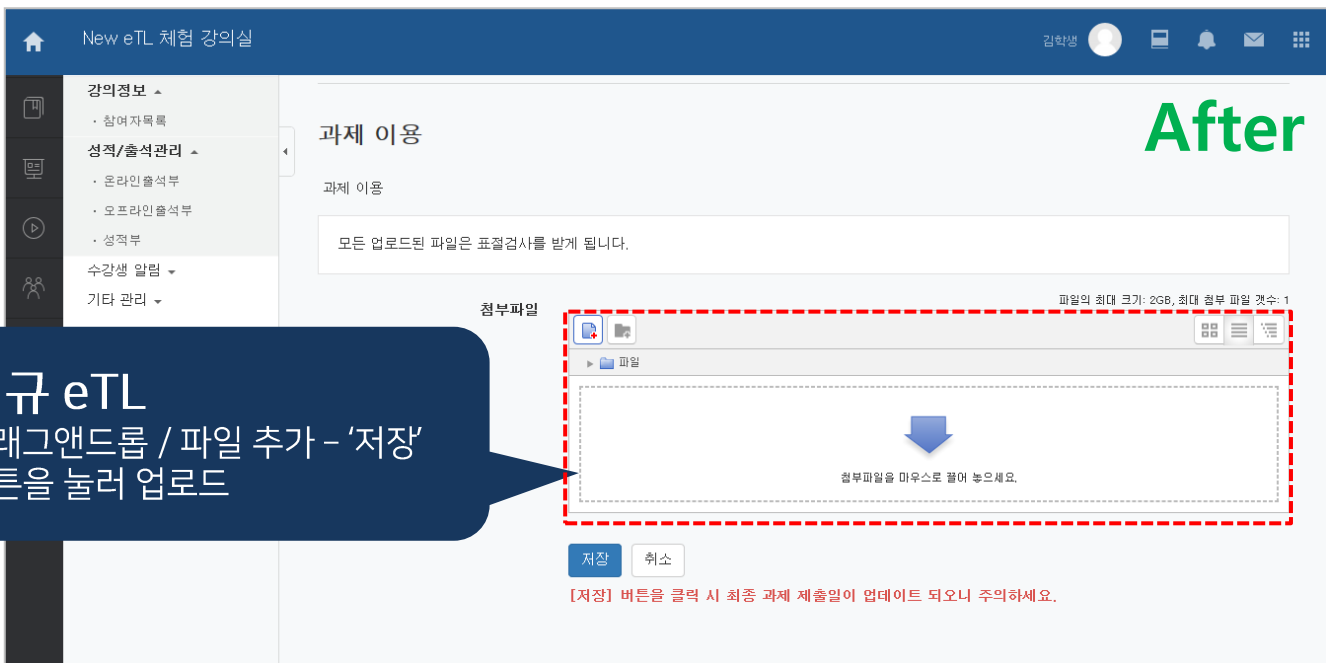 New eTL 체험 강의실
김학생
강의정보
· 참여자목록
성적/출석관리
· 온라인출석부
· 오프라인출석부
· 성적부
수강생 알림
기타 관리
After
과제 이용
과제 이용
모든 업로드된 파일은 표절검사를 받게 됩니다.
첨부파일
파일의 최대 크기: 2GB, 최대 첨부 파일 갯수: 1
파일
첨부파일을 마우스로 끌어 놓으세요.
규 eTL
래그앤드롭 / 파일 추가 – ‘저장’
튼을 눌러 업로드
저장
취소
[저장] 버튼을 클릭 시 최종 과제 제출일이 업데이트 되오니 주의하세요.